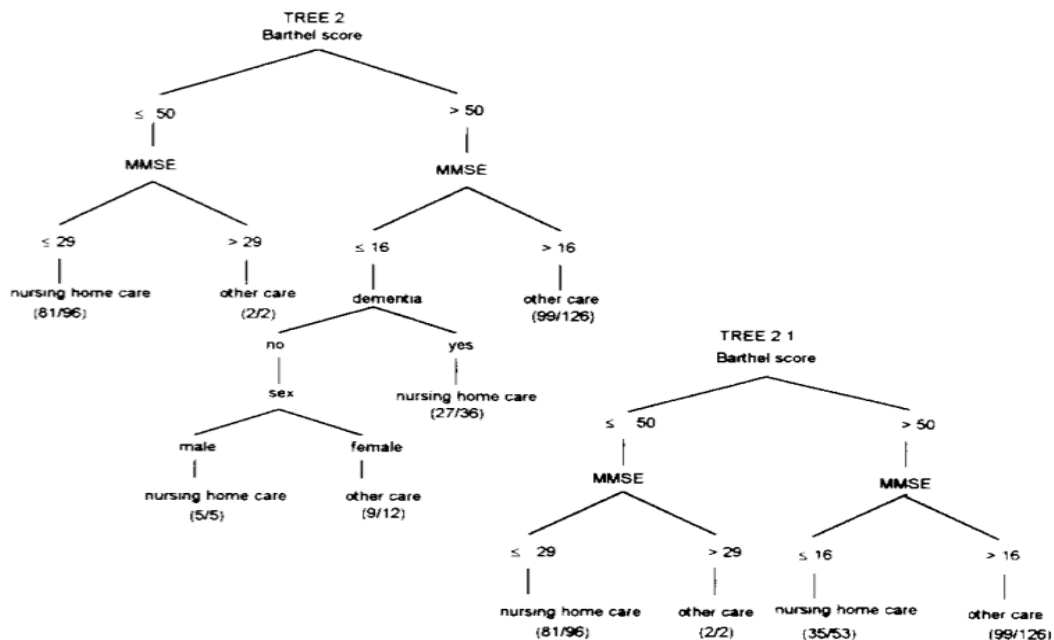 TREE 2
Barthel score
≤ 50
> 50
MMSE
MMSE
≤ 29
> 29
≤ 16
> 16
nursing home care
(81/96)
other care
(2/2)
dementia
other care
(99/126)
no
yes
sex
nursing home care
(27/36)
male
female
nursing home care
(5/5)
other care
(9/12)
TREE 2 1
Barthel score
≤ 50
> 50
MMSE
MMSE
≤ 29
> 29
≤ 16
> 16
nursing home care
(81/96)
other care
(2/2)
nursing home care
(35/53)
other care
(99/126)